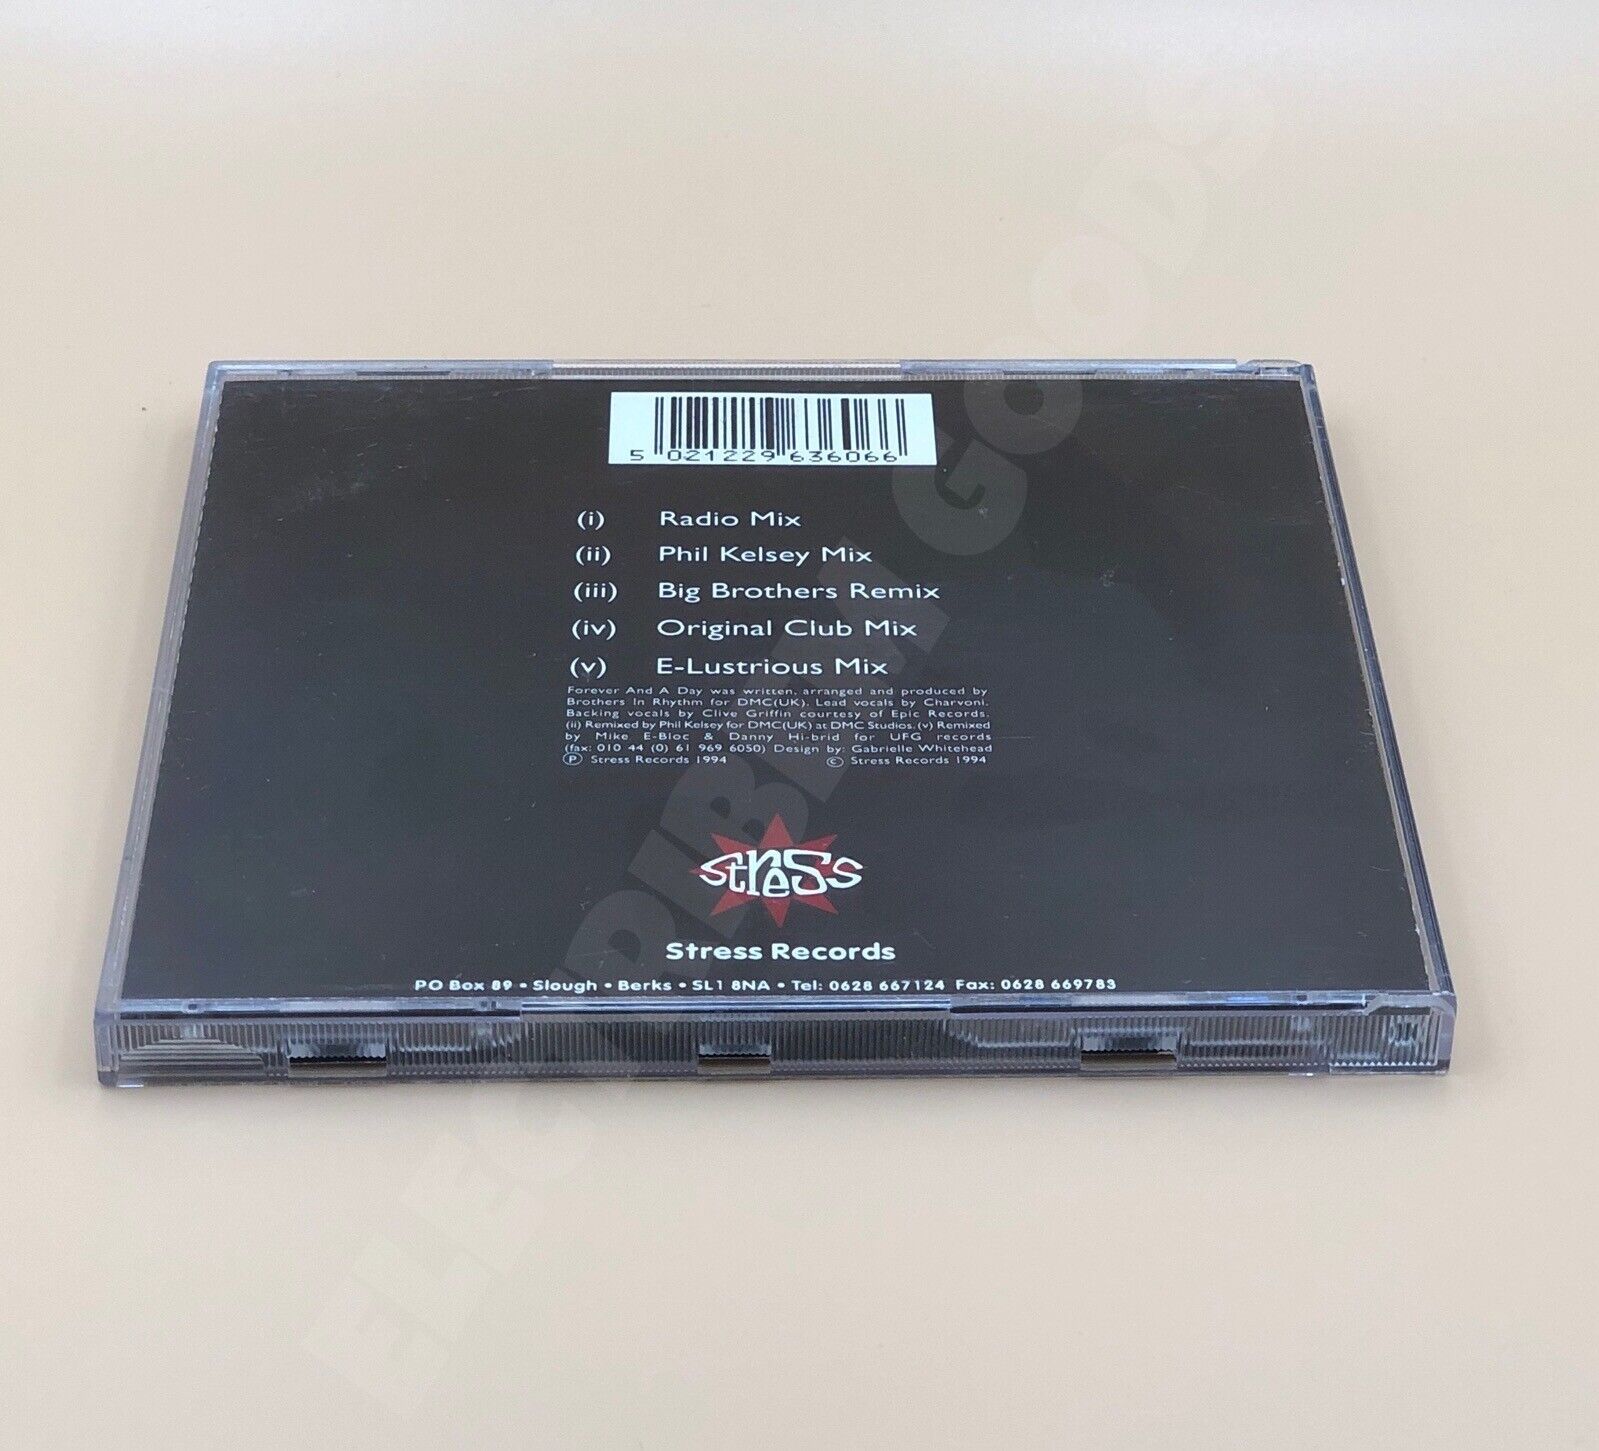 5 021229 636066
(i) Radio Mix
(ii) Phil Kelsey Mix
(iii) Big Brothers Remix
(iv) Original Club Mix
(v) E-Lustrious Mix
Forever And A Day was written, arranged and produced by
Brothers In Rhythm for DMC(UK). Lead vocals by Charvoni.
Backing vocals by Clive Griffin courtesy of Epic Records.
(ii) Remixed by Phil Kelsey for DMC(UK) at DMC Studios. (v) Remixed
by Mike E-Bloc & Danny Hi-brid for UFG records
(fax: 010 44 (0) 61 969 6050) Design by: Gabrielle Whitehead
℗ Stress Records 1994 © Stress Records 1994
stress
Stress Records
PO Box 89 • Slough • Berks • SL1 8NA • Tel: 0628 667124 Fax: 0628 669783